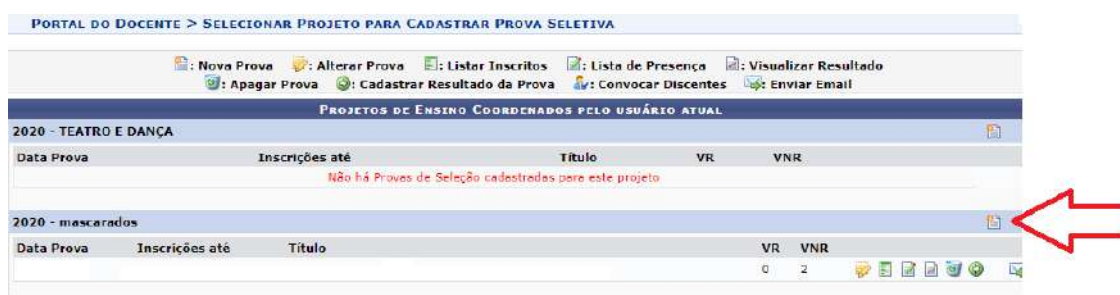 PORTAL DO DOCENTE > SELECIONAR PROJETO PARA CADASTRAR PROVA SELETIVA
: Nova Prova : Alterar Prova : Listar Inscritos : Lista de Presença : Visualizar Resultado
: Apagar Prova : Cadastrar Resultado da Prova : Convocar Discentes : Enviar Email
PROJETOS DE ENSINO COORDENADOS PELO USUÁRIO ATUAL
2020 - TEATRO E DANÇA
Data Prova Inscrições até Título VR VNR
Não há Provas de Seleção cadastradas para este projeto
2020 - mascarados
Data Prova Inscrições até Título VR VNR
0 2